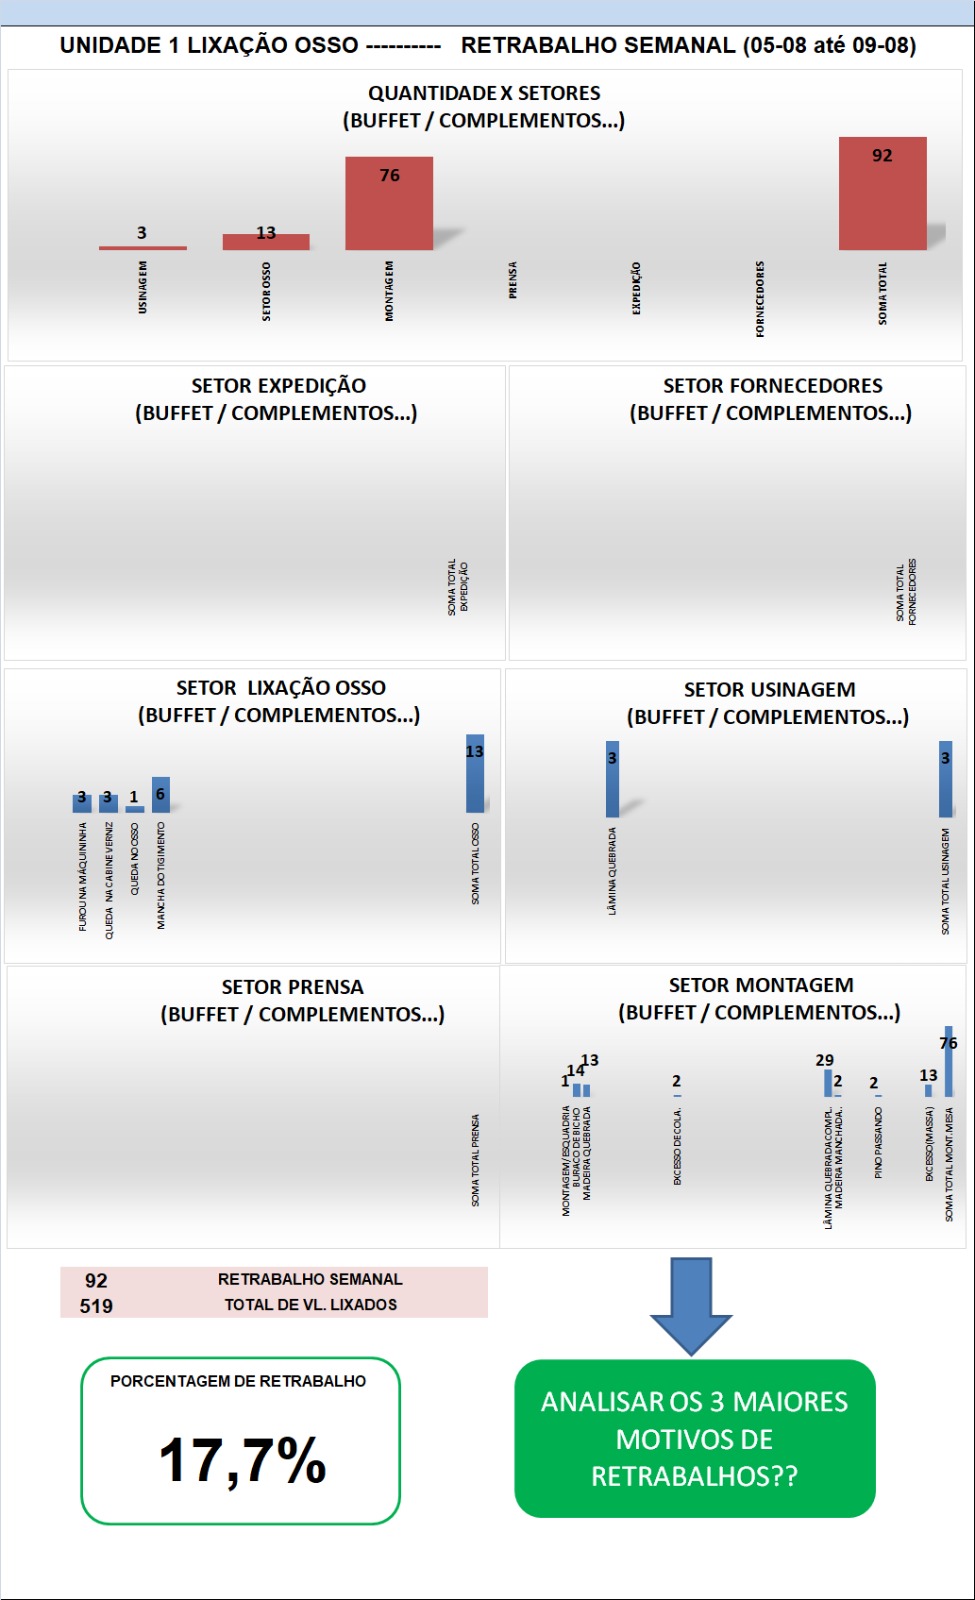 UNIDADE 1 LIXAÇÃO OSSO ---------- RETRABALHO SEMANAL (05-08 até 09-08)
QUANTIDADE X SETORES
(BUFFET / COMPLEMENTOS...)
3
13
76
92
USINAGEM
SETOR OSSO
MONTAGEM
PRENSA
EXPEDIÇÃO
FORNECEDORES
SOMA TOTAL
SETOR EXPEDIÇÃO
(BUFFET / COMPLEMENTOS...)
SOMA TOTAL
EXPEDIÇÃO
SETOR FORNECEDORES
(BUFFET / COMPLEMENTOS...)
SOMA TOTAL
FORNECEDORES
SETOR LIXAÇÃO OSSO
(BUFFET / COMPLEMENTOS...)
3
3
1
6
13
FUROU NA MÁQUININHA
QUEDA NA CABINE VERNIZ
QUEDA NO OSSO
MANCHA DO TIGIMENTO
SOMA TOTAL OSSO
SETOR USINAGEM
(BUFFET / COMPLEMENTOS...)
3
3
LÂMINA QUEBRADA
SOMA TOTAL USINAGEM
SETOR PRENSA
(BUFFET / COMPLEMENTOS...)
SOMA TOTAL PRENSA
SETOR MONTAGEM
(BUFFET / COMPLEMENTOS...)
1
14
13
2
29
2
2
13
76
MONTAGEM/ESQUADRIA
BURACO DE BICHO
MADEIRA QUEBRADA
EXCESSO DE COLA.
LÂMINA QUEBRADA COMPL.
MADEIRA MANCHADA..
PINO PASSANDO
EXCESSO(MASSA)
SOMA TOTAL MONT.MESA
92 RETRABALHO SEMANAL
519 TOTAL DE VL. LIXADOS
PORCENTAGEM DE RETRABALHO
17,7%
ANALISAR OS 3 MAIORES
MOTIVOS DE
RETRABALHOS??